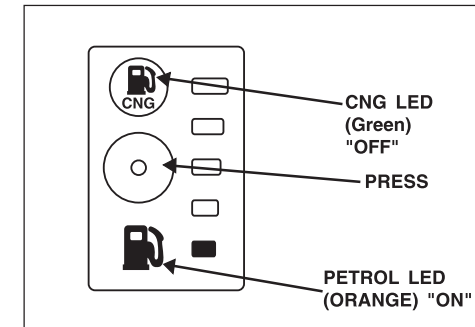 CNG
CNG LED
(Green)
"OFF"
PRESS
PETROL LED
(ORANGE) "ON"